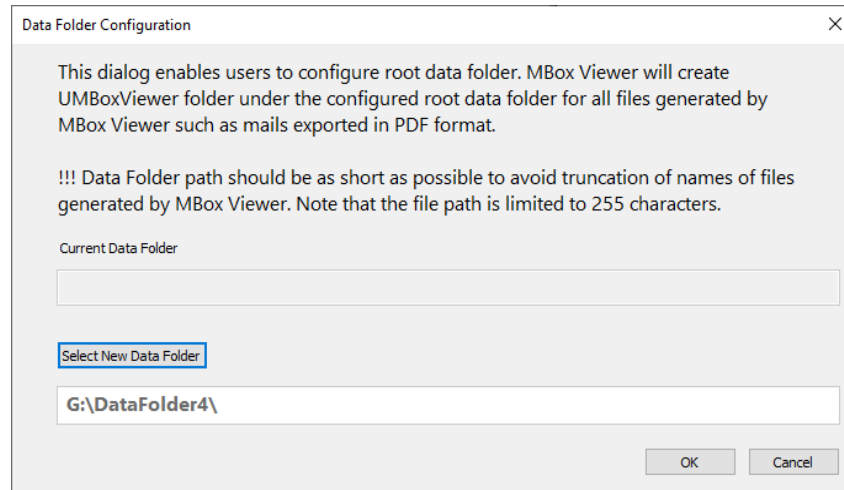 Data Folder Configuration
This dialog enables users to configure root data folder. MBox Viewer will create
UMBoxViewer folder under the configured root data folder for all files generated by
MBox Viewer such as mails exported in PDF format.
!!! Data Folder path should be as short as possible to avoid truncation of names of files
generated by MBox Viewer. Note that the file path is limited to 255 characters.
Current Data Folder
Select New Data Folder
G:\DataFolder4\
OK Cancel